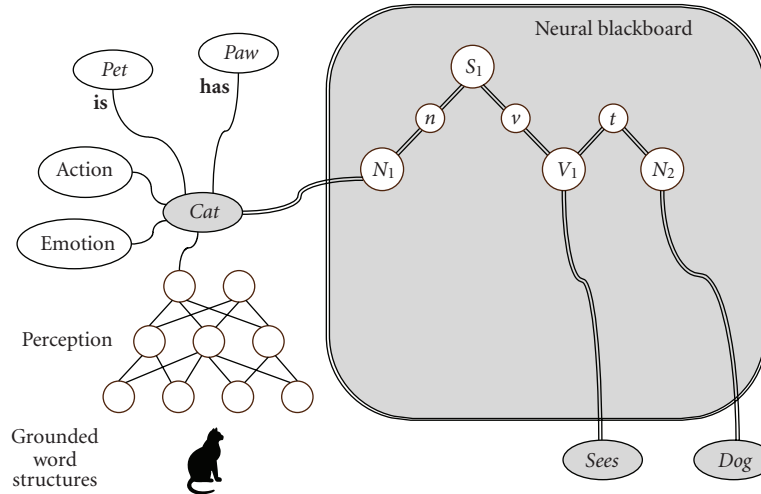 Neural blackboard
Pet
Paw
is
has
S1
n
v
t
Action
N1
V1
N2
Cat
Emotion
Perception
Grounded
word
structures
Sees
Dog